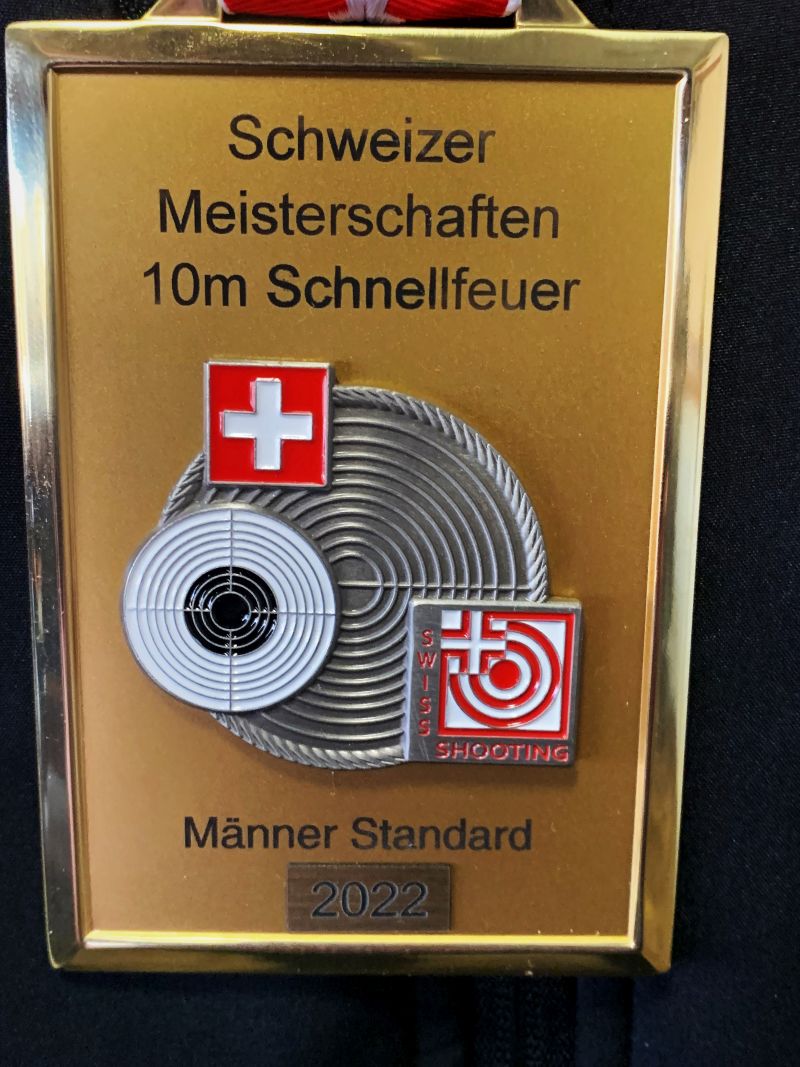 Schweizer
Meisterschaften
10m Schnellfeuer
SWISS
SHOOTING
Männer Standard
2022